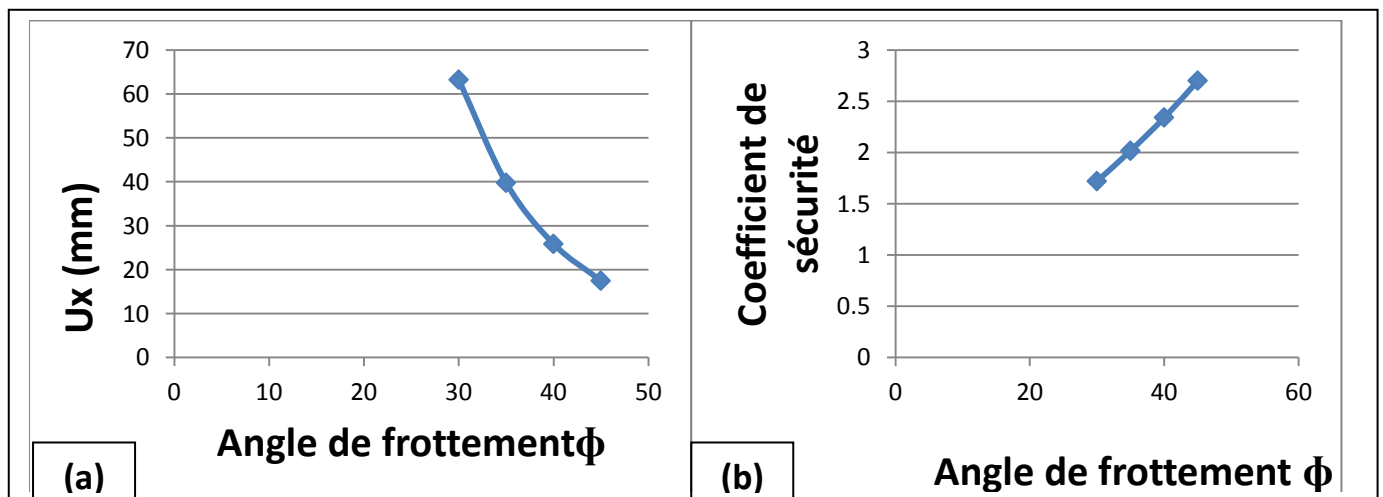 70
60
50
40
30
20
10
0
0 10 20 30 40 50
Ux (mm)
Angle de frottementϕ
(a)
3
2.5
2
1.5
1
0.5
0
0 20 40 60
Coefficient de
sécurité
Angle de frottement ϕ
(b)